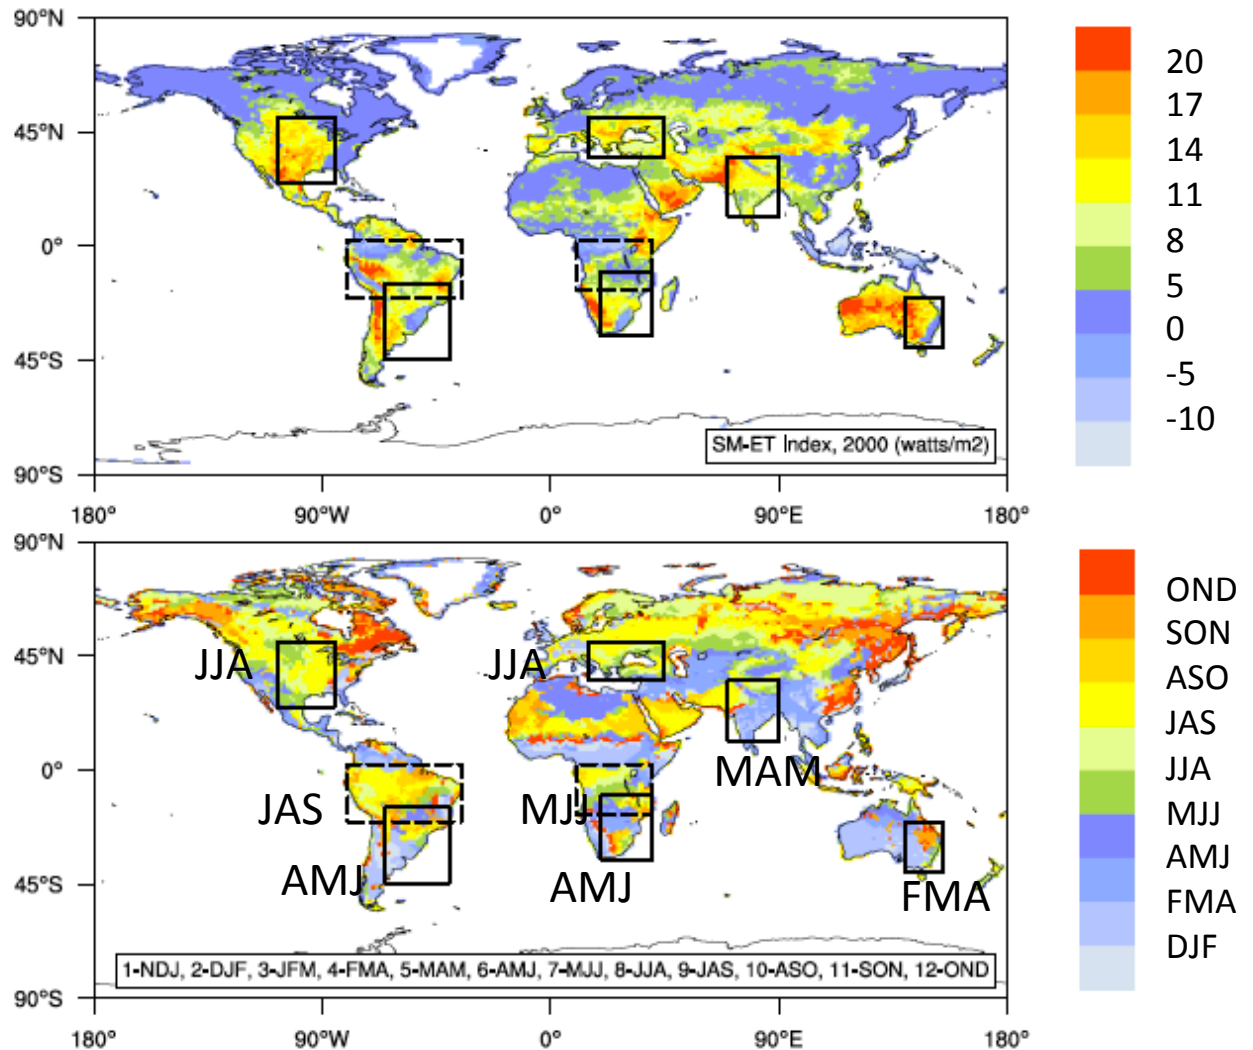 90°N
45°N
0°
45°S
90°S
180°
90°W
0°
90°E
180°
SM-ET Index, 2000 (watts/m2)
20
17
14
11
8
5
0
-5
-10
90°N
45°N
0°
45°S
90°S
180°
90°W
0°
90°E
180°
JJA
JJA
MAM
JAS
MJJ
AMJ
AMJ
FMA
1-NDJ, 2-DJF, 3-JFM, 4-FMA, 5-MAM, 6-AMJ, 7-MJJ, 8-JJA, 9-JAS, 10-ASO, 11-SON, 12-OND
OND
SON
ASO
JAS
JJA
MJJ
AMJ
FMA
DJF